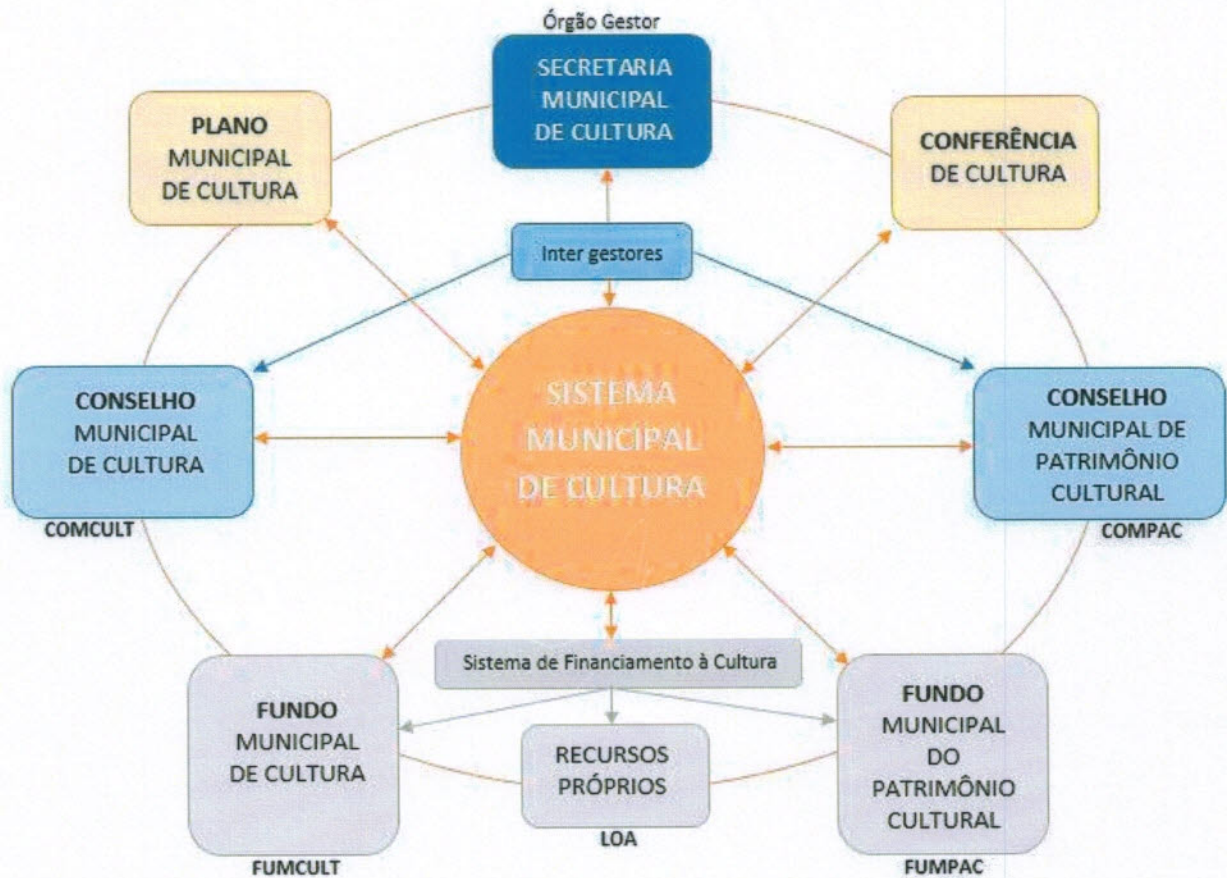 Órgão Gestor
SECRETARIA
MUNICIPAL
DE CULTURA
PLANO
MUNICIPAL
DE CULTURA
CONFERÊNCIA
DE CULTURA
Inter gestores
CONSELHO
MUNICIPAL
DE CULTURA
COMCULT
SISTEMA
MUNICIPAL
DE CULTURA
CONSELHO
MUNICIPAL DE
PATRIMÔNIO
CULTURAL
COMPAC
Sistema de Financiamento à Cultura
FUNDO
MUNICIPAL
DE CULTURA
FUMCULT
RECURSOS
PRÓPRIOS
LOA
FUNDO
MUNICIPAL
DO
PATRIMÔNIO
CULTURAL
FUMPAC